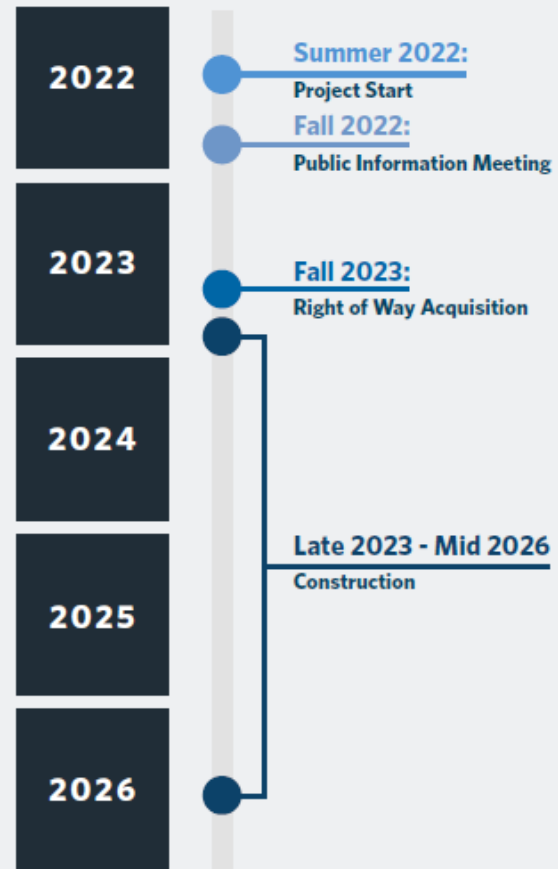 2022
Summer 2022:
Project Start
Fall 2022:
Public Information Meeting
2023
Fall 2023:
Right of Way Acquisition
2024
Late 2023 - Mid 2026
Construction
2025
2026